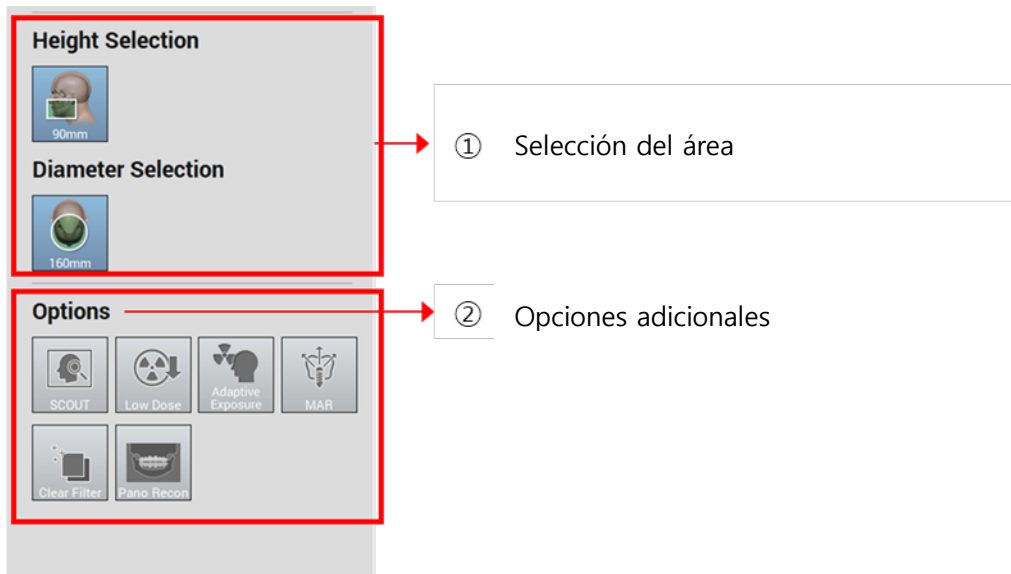 Height Selection
90mm
Diameter Selection
160mm
① Selección del área
Options
② Opciones adicionales
SCOUT
Low Dose
Adaptive
Exposure
MAR
Clear Filter
Pano Recon